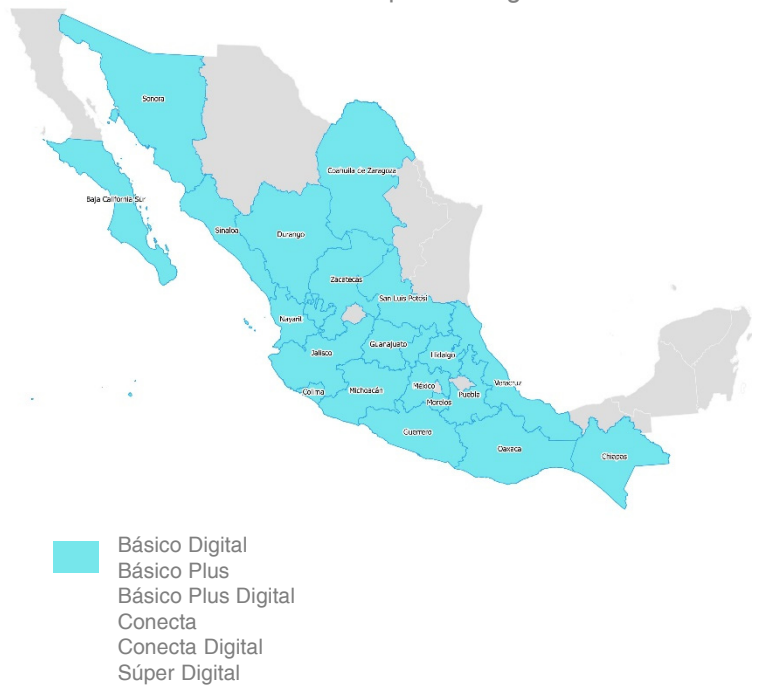 Sonora
Coahuila de Zaragoza
Baja California Sur
Sinaloa
Durango
Zacatecas
San Luis Potosí
Nayarit
Guanajuato
Jalisco
Hidalgo
Veracruz
Colima
Michoacán
México
Puebla
Morelos
Guerrero
Oaxaca
Chiapas
Básico Digital
Básico Plus
Básico Plus Digital
Conecta
Conecta Digital
Súper Digital